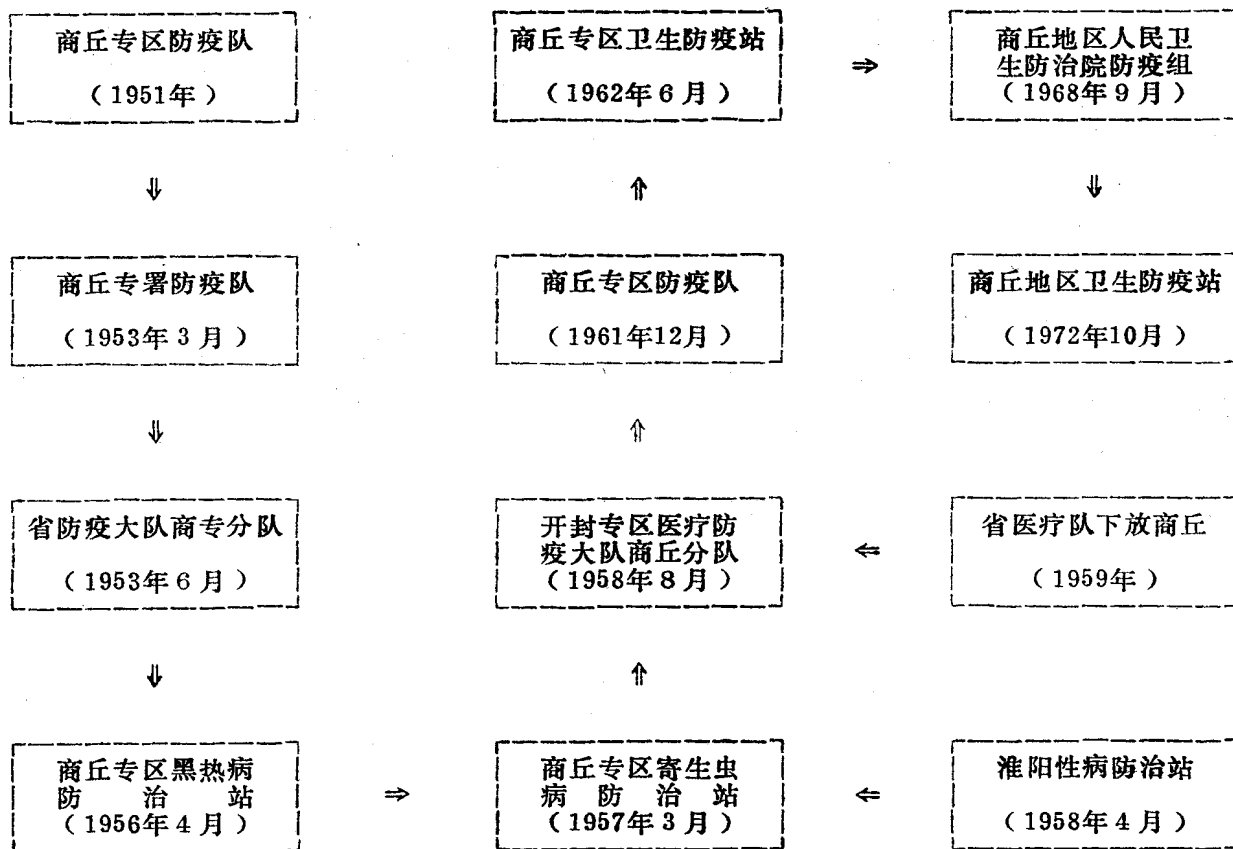 商丘专区防疫队
（1951年）
商丘专区卫生防疫站
（1962年6月）
⇒
商丘地区人民卫
生防治院防疫组
（1968年9月）
⇓
⇑
⇓
商丘专署防疫队
（1953年3月）
商丘专区防疫队
（1961年12月）
商丘地区卫生防疫站
（1972年10月）
⇓
⇑
省防疫大队商专分队
（1953年6月）
开封专区医疗防
疫大队商丘分队
（1958年8月）
⇐
省医疗队下放商丘
（1959年）
⇓
⇑
商丘专区黑热病
防治站
（1956年4月）
⇒
商丘专区寄生虫
病防治站
（1957年3月）
⇐
淮阳性病防治站
（1958年4月）